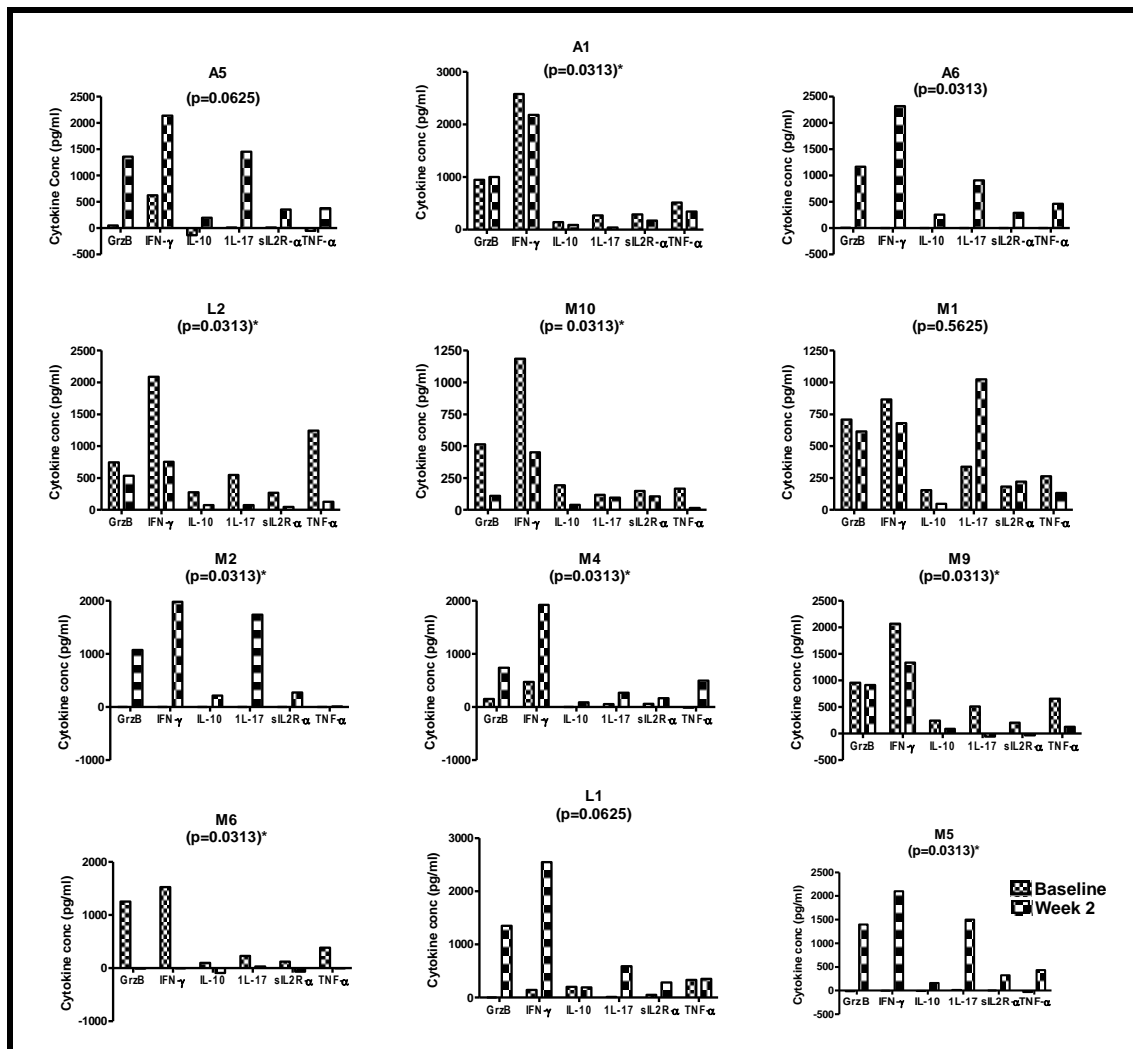 A5
(p=0.0625)
Cytokine Conc (pg/ml)
2500
2000
1500
1000
500
0
-500
GrzB IFN-γ IL-10 1L-17 sIL2R-α TNF-α
A1
(p=0.0313)*
Cytokine conc (pg/ml)
3000
2000
1000
0
GrzB IFN-γ IL-10 1L-17 sIL2R-α TNF-α
A6
(p=0.0313)
Cytokine conc (pg/ml)
2500
2000
1500
1000
500
0
-500
GrzB IFN-γ IL-10 1L-17 sIL2R-α TNF-α
L2
(p=0.0313)*
Cytokine conc (pg/ml)
2500
2000
1500
1000
500
0
GrzB IFN-γ IL-10 1L-17 sIL2R α TNF-α
M10
(p= 0.0313)*
Cytokine conc (pg/ml)
1250
1000
750
500
250
0
GrzB IFN-γ IL-10 1L-17 sIL2R α TNF-α
M1
(p=0.5625)
Cytokine conc (pg/ml)
1250
1000
750
500
250
0
GrzB IFN-γ IL-10 1L-17 sIL2R α TNF-α
M2
(p=0.0313)*
Cytokine conc (pg/ml)
2000
1000
0
-1000
GrzB IFN-γ IL-10 1L-17 sIL2R α TNF-α
M4
(p=0.0313)*
Cytokine conc (pg/ml)
2000
1000
0
-1000
GrzB IFN-γ IL-10 1L-17 sIL2R α TNF-α
M9
(p=0.0313)*
Cytokine conc (pg/ml)
2500
2000
1500
1000
500
0
-500
GrzB IFN-γ IL-10 1L-17 sIL2R α TNF-α
M6
(p=0.0313)*
Cytokine conc (pg/ml)
2000
1000
0
-1000
GrzB IFN-γ IL-10 1L-17 sIL2R α TNF-α
L1
(p=0.0625)
Cytokine conc (pg/ml)
3000
2000
1000
0
GrzB IFN-γ IL-10 1L-17 sIL2R α TNF-α
M5
(p=0.0313)*
Cytokine conc (pg/ml)
2500
2000
1500
1000
500
0
-500
GrzB IFN-γ IL-10 1L-17 sIL2R-α TNF-α
Baseline
Week 2